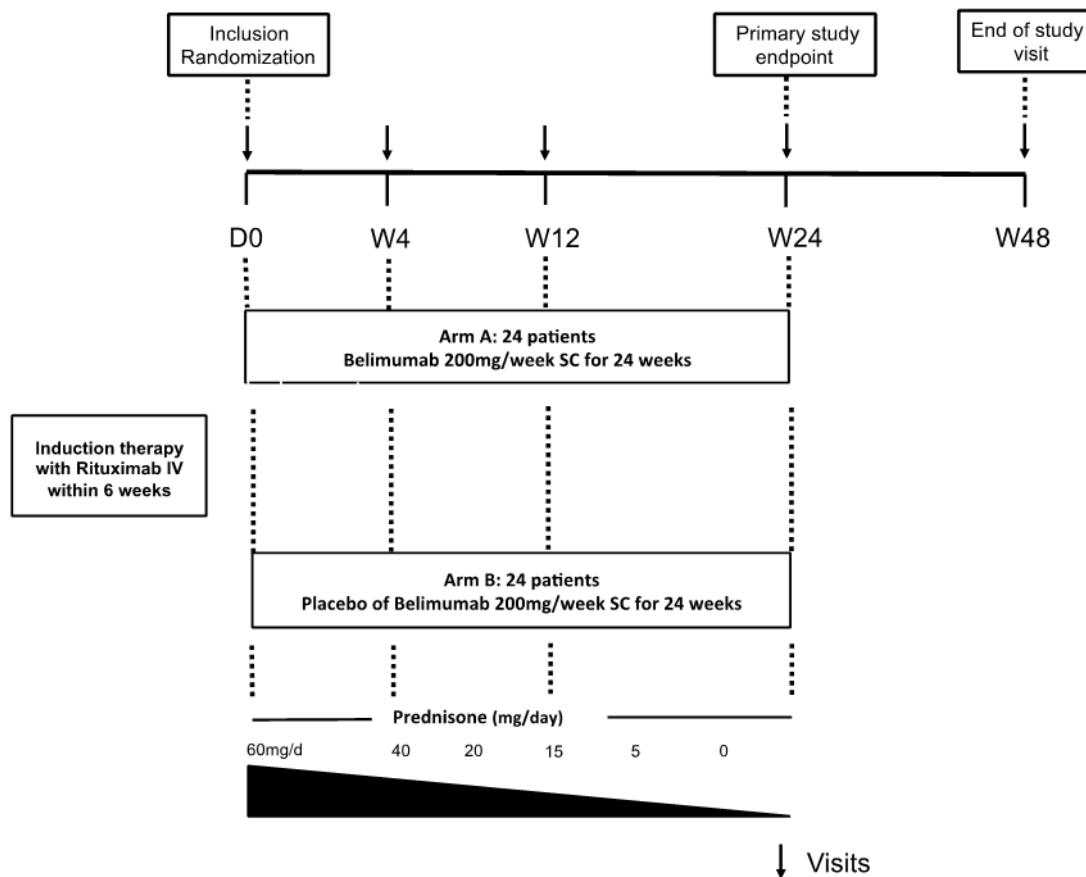 Inclusion
Randomization
Primary study
endpoint
End of study
visit
D0 W4 W12 W24 W48
Arm A: 24 patients
Belimumab 200mg/week SC for 24 weeks
Induction therapy
with Rituximab IV
within 6 weeks
Arm B: 24 patients
Placebo of Belimumab 200mg/week SC for 24 weeks
Prednisone (mg/day)
60mg/d 40 20 15 5 0
Visits